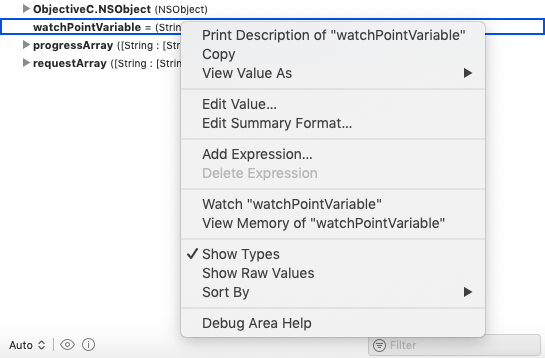 ObjectiveC.NSObject (NSObject)
watchPointVariable = (Strin
progressArray ([String : [Str
requestArray ([String : [Strin
Print Description of "watchPointVariable"
Copy
View Value As
Edit Value...
Edit Summary Format...
Add Expression...
Delete Expression
Watch "watchPointVariable"
View Memory of "watchPointVariable"
Show Types
Show Raw Values
Sort By
Debug Area Help
Auto
Filter